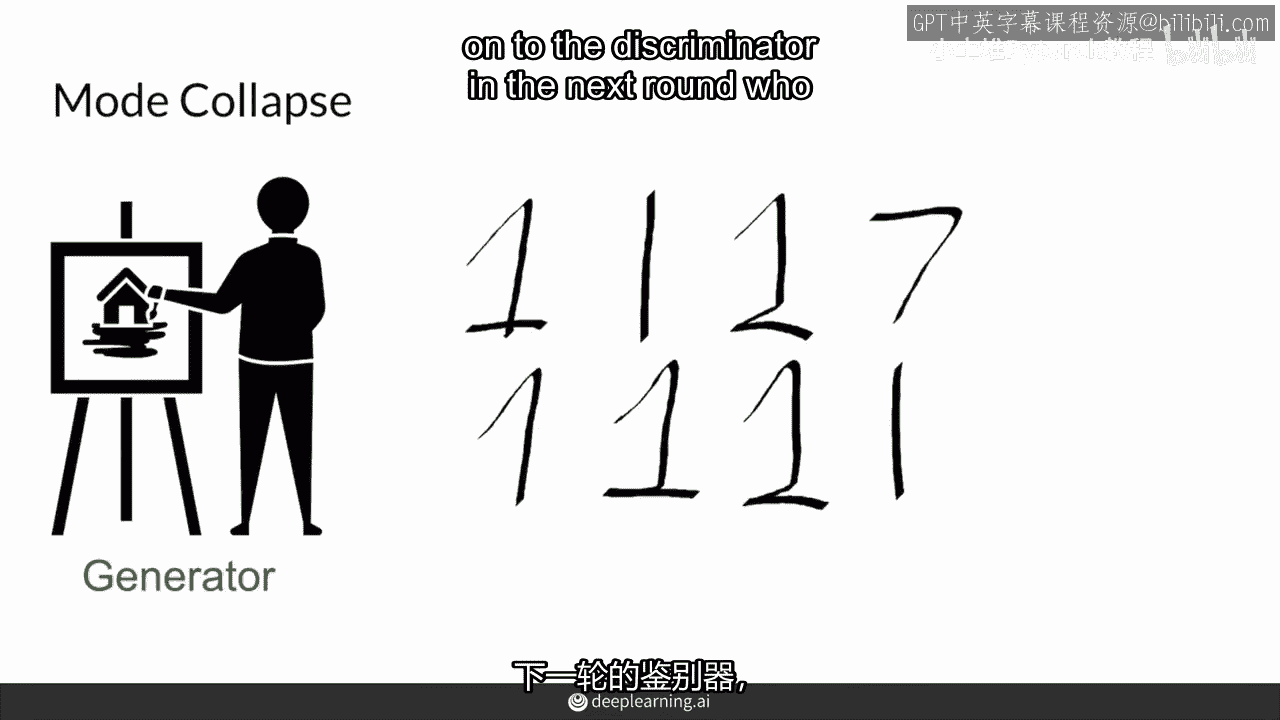 GPT中英字幕课程资源@bilibili.com
on to the discriminator
in the next round who
bilibili
Mode Collapse
1 1 1 7
1 1 1 1
Generator
下一轮的鉴别器，
deeplearning.ai